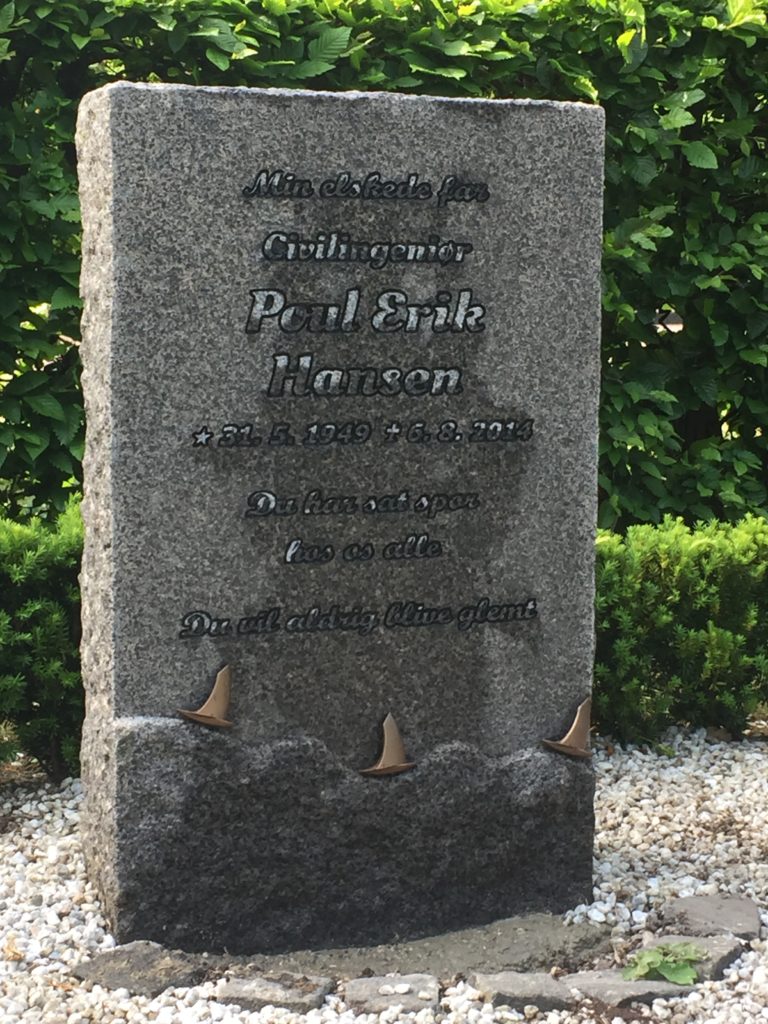 Min elskede far
Civilingeniør
Poul Erik
Hansen
★ 31. 5. 1949 ✝ 6. 8. 2014
Du har sat spor
hos os alle
Du vil aldrig blive glemt